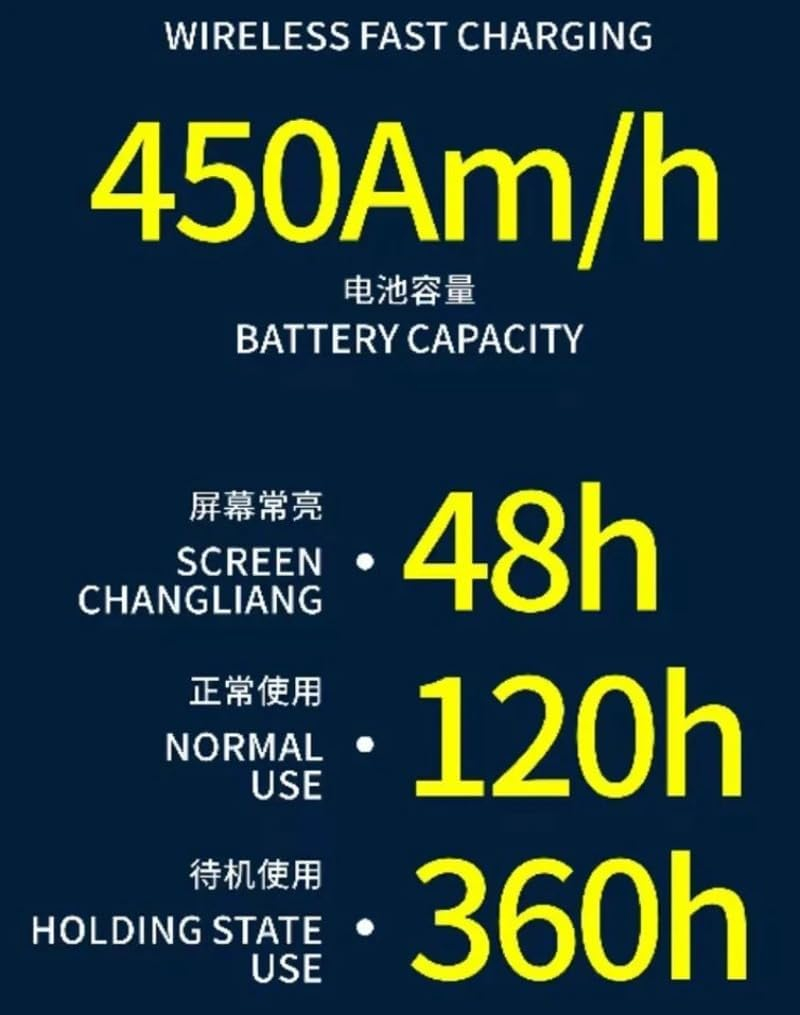 WIRELESS FAST CHARGING
450Am/h
电池容量
BATTERY CAPACITY
屏幕常亮
SCREEN
CHANGLIANG
48h
正常使用
NORMAL
USE
120h
待机使用
HOLDING STATE
USE
360h